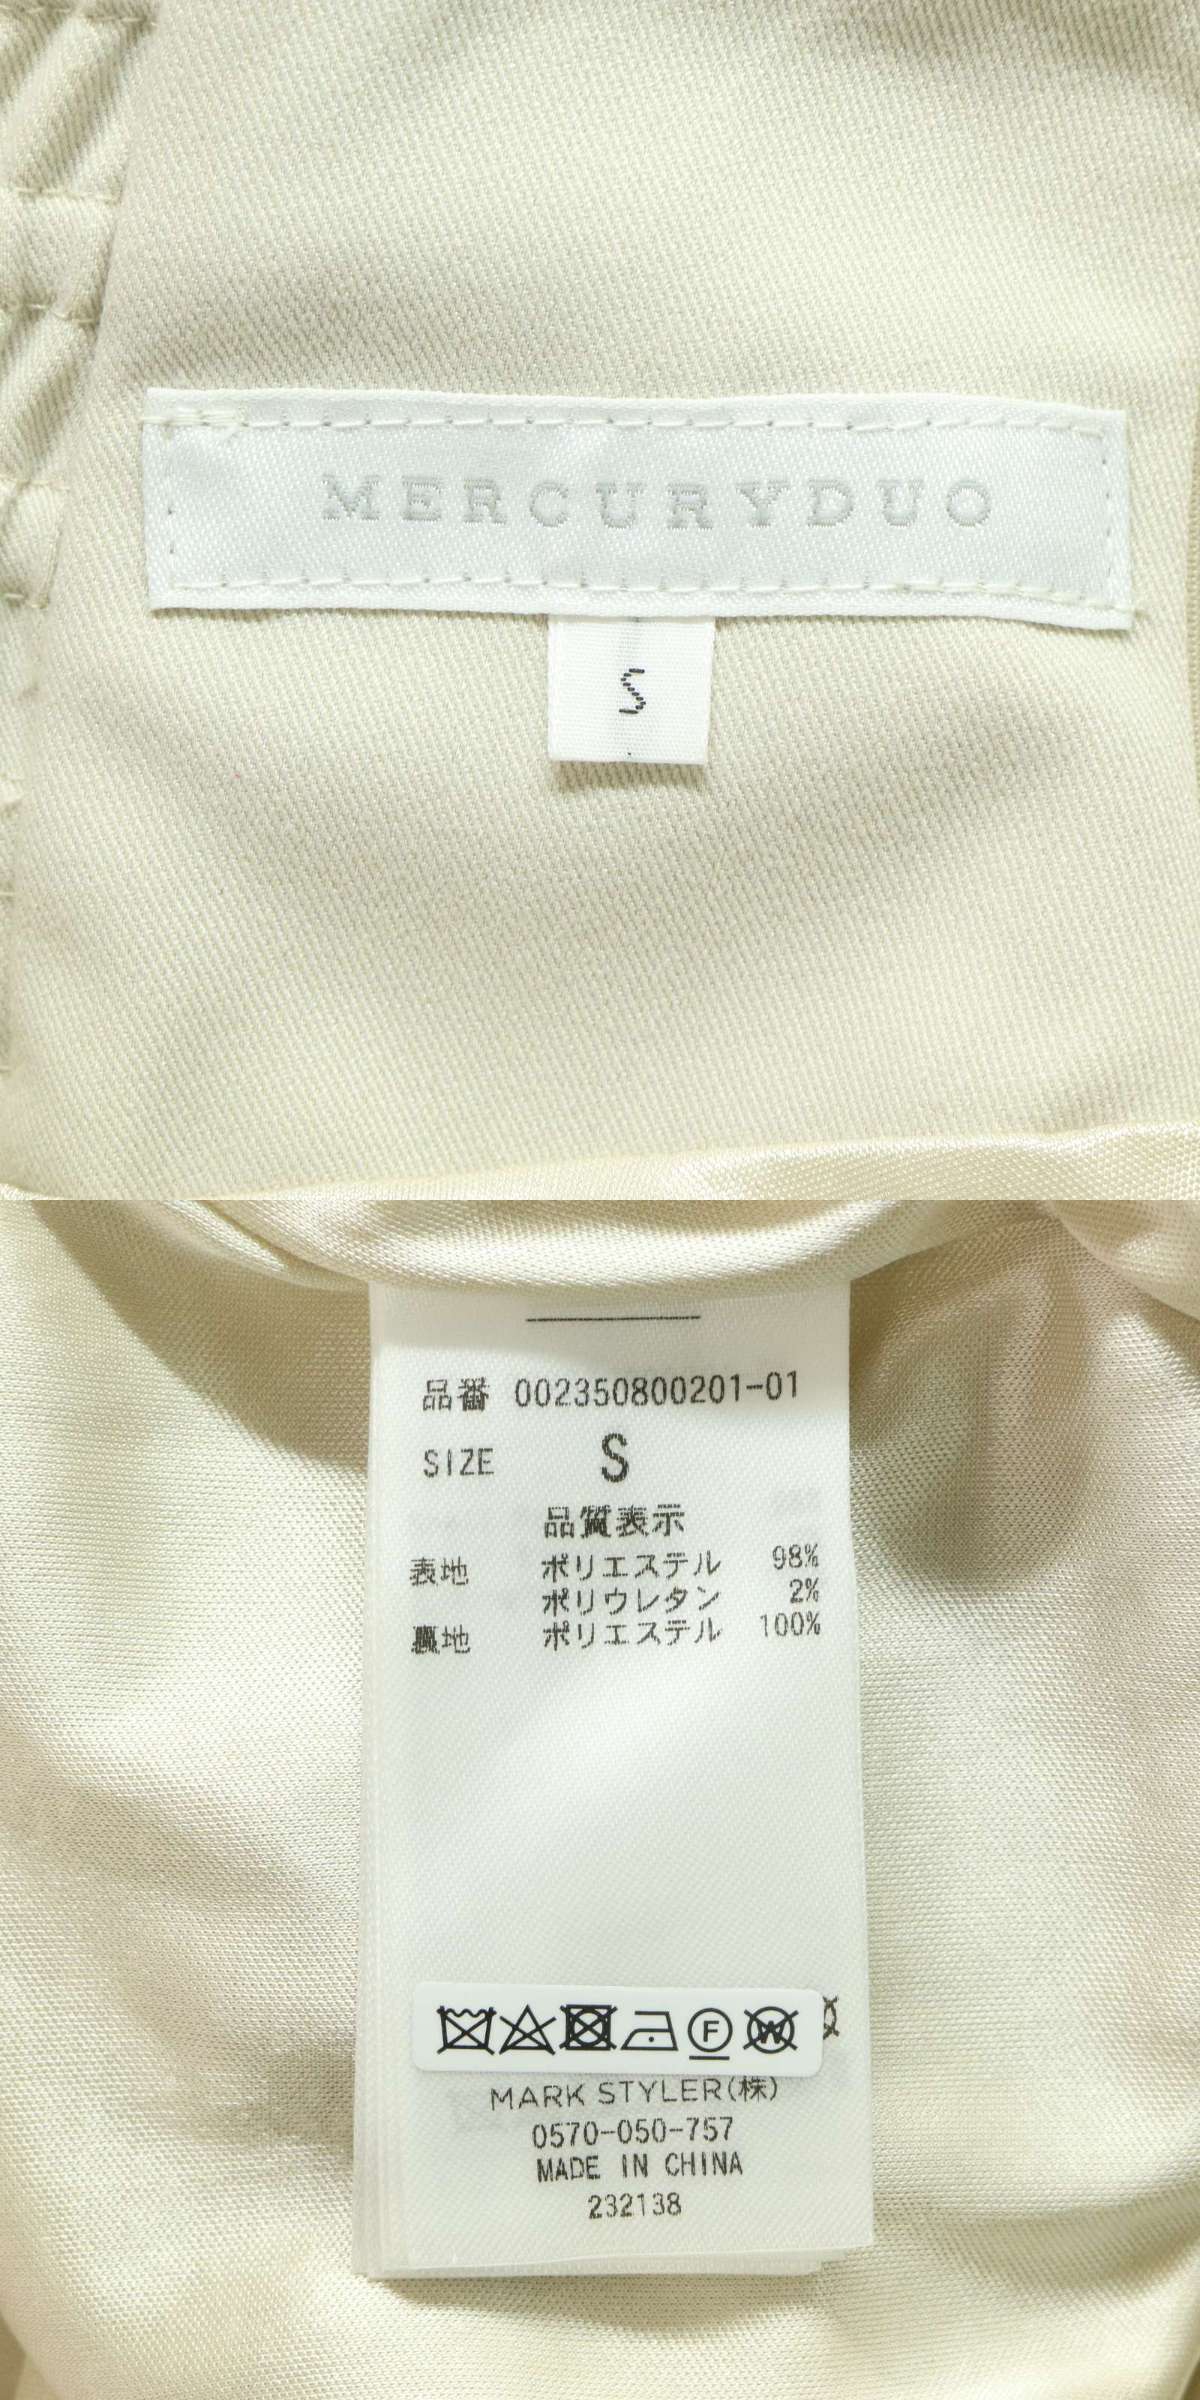 MERCURYDUO
S
品番 002350800201-01
SIZE S
品質表示
表地 ポリエステル 98%
ポリウレタン 2%
裏地 ポリエステル 100%
F W
MARK STYLER(株)
0570-050-757
MADE IN CHINA
232138